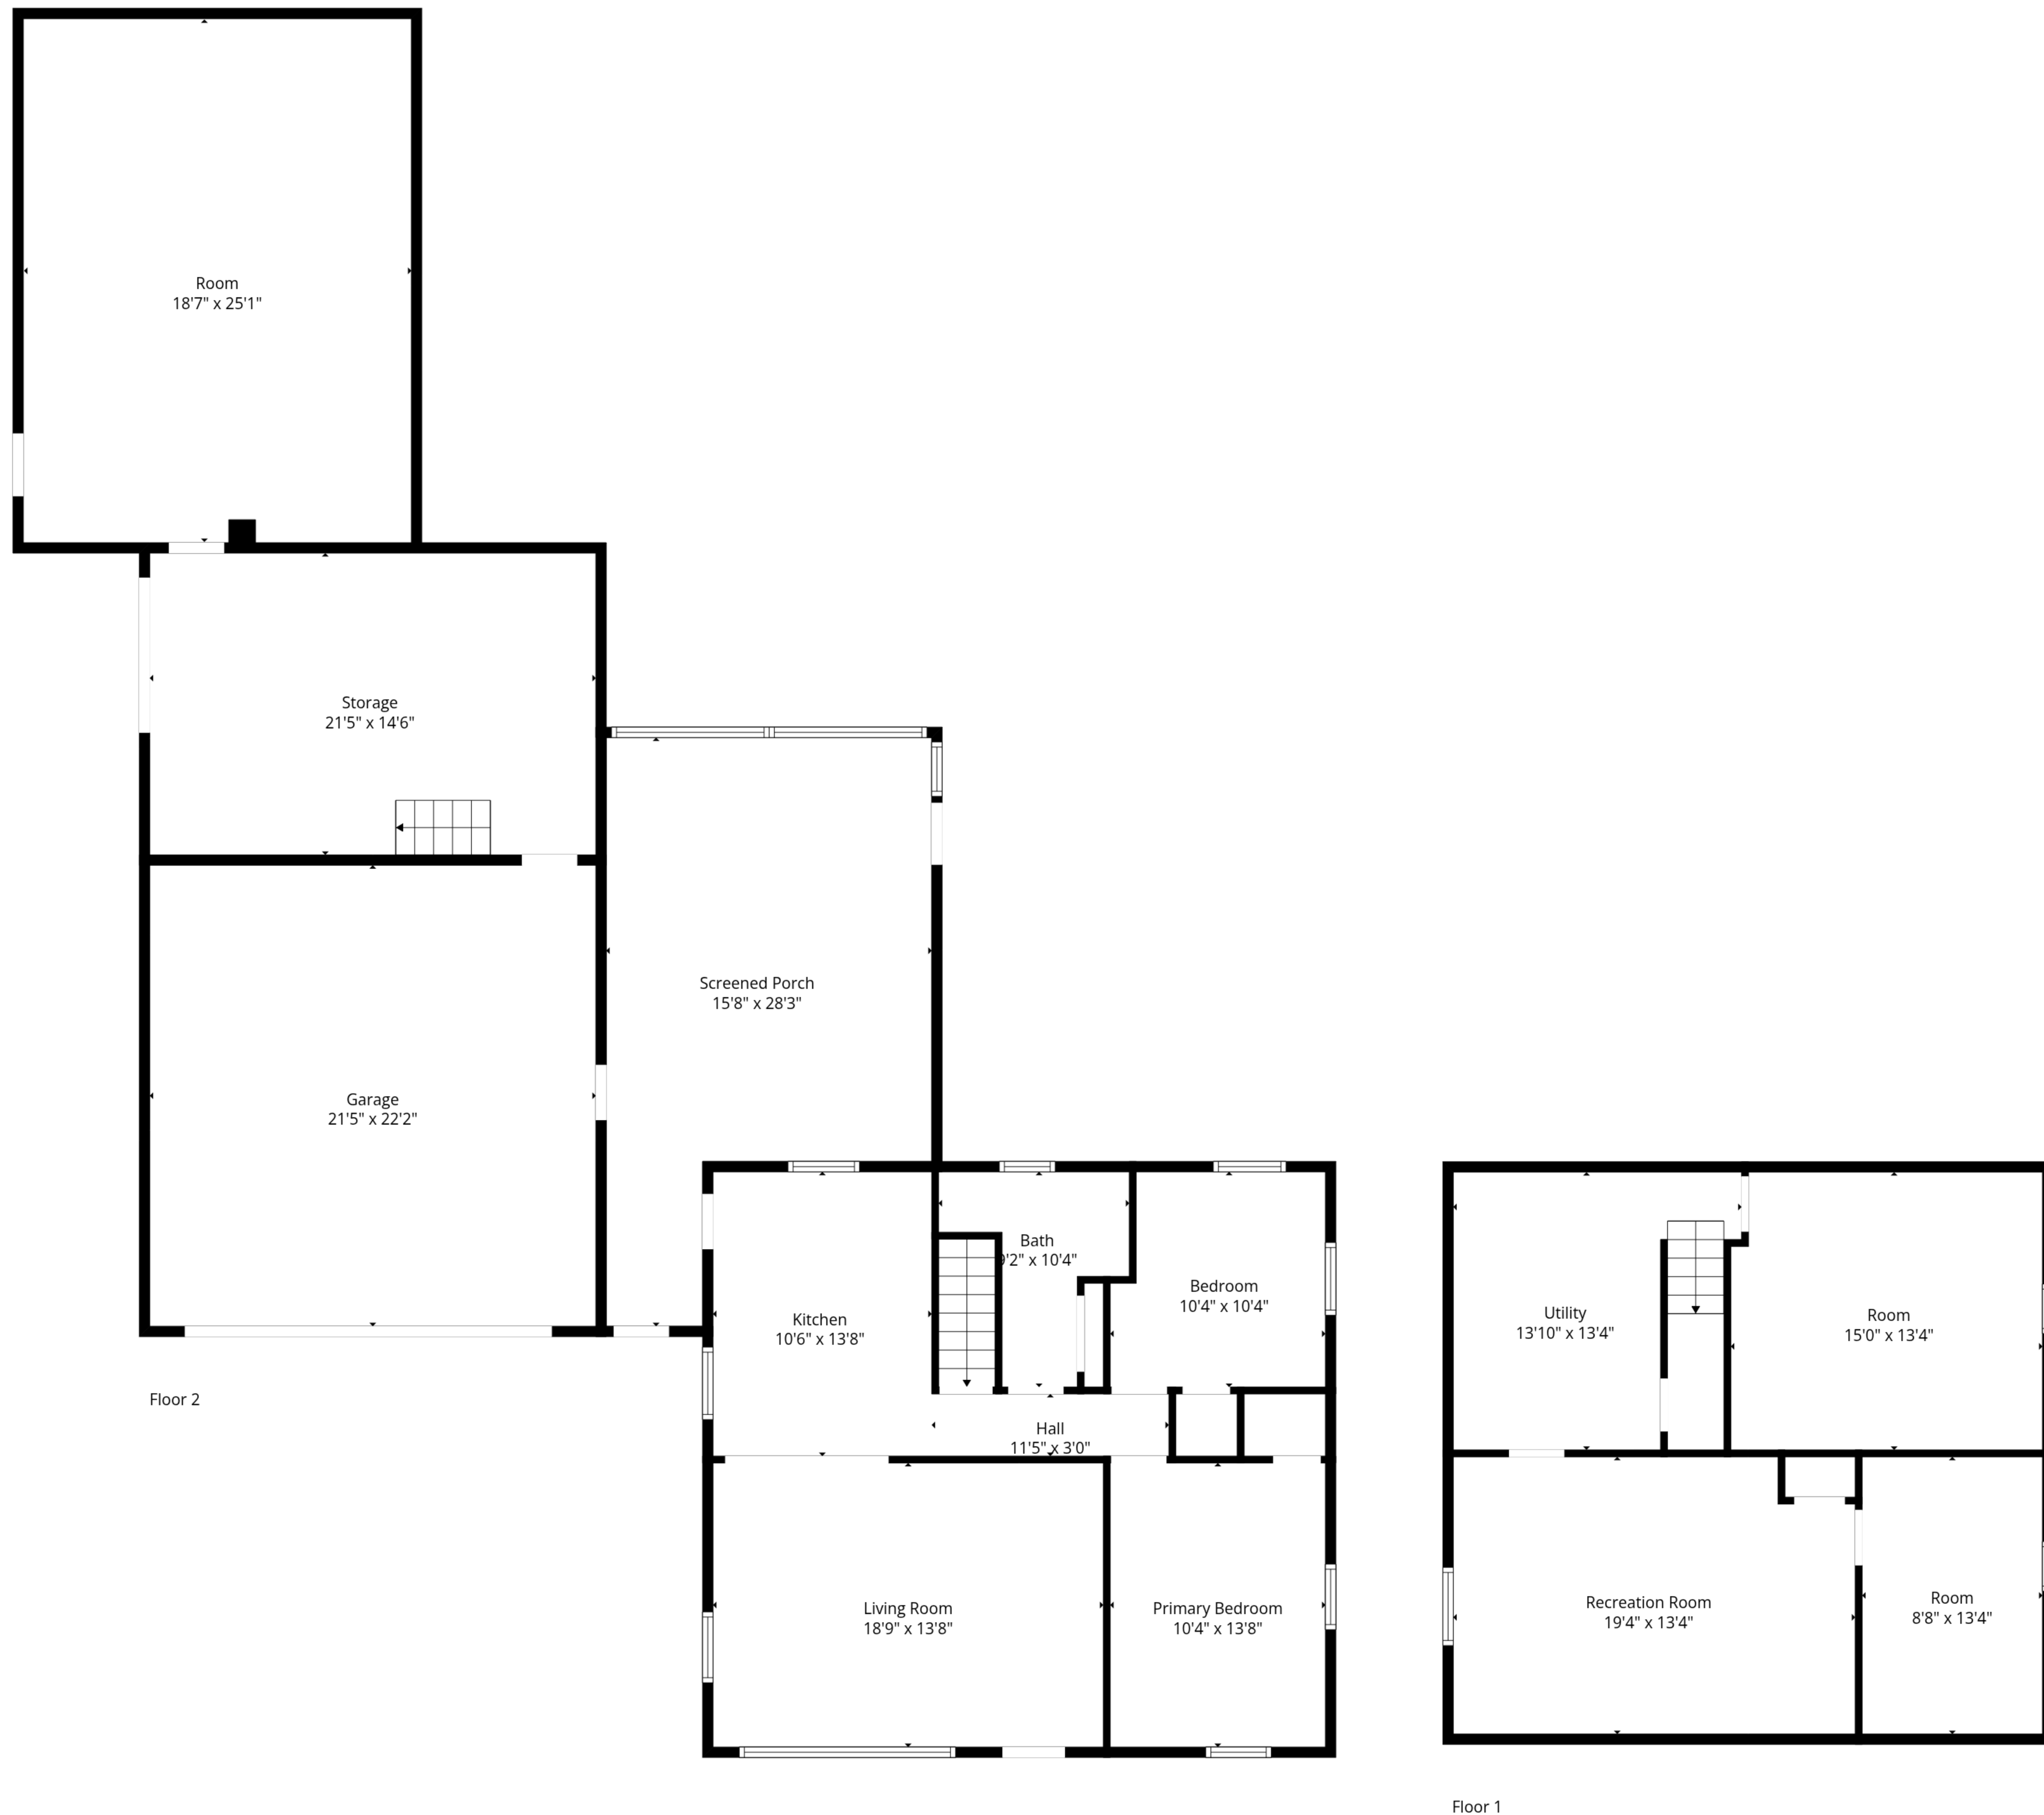 Room
18'7" x 25'1"
Storage
21'5" x 14'6"
Screened Porch
15'8" x 28'3"
Garage
21'5" x 22'2"
Floor 2
Kitchen
10'6" x 13'8"
Bath
9'2" x 10'4"
Bedroom
10'4" x 10'4"
Hall
11'5" x 3'0"
Living Room
18'9" x 13'8"
Primary Bedroom
10'4" x 13'8"
Utility
13'10" x 13'4"
Room
15'0" x 13'4"
Recreation Room
19'4" x 13'4"
Room
8'8" x 13'4"
Floor 1